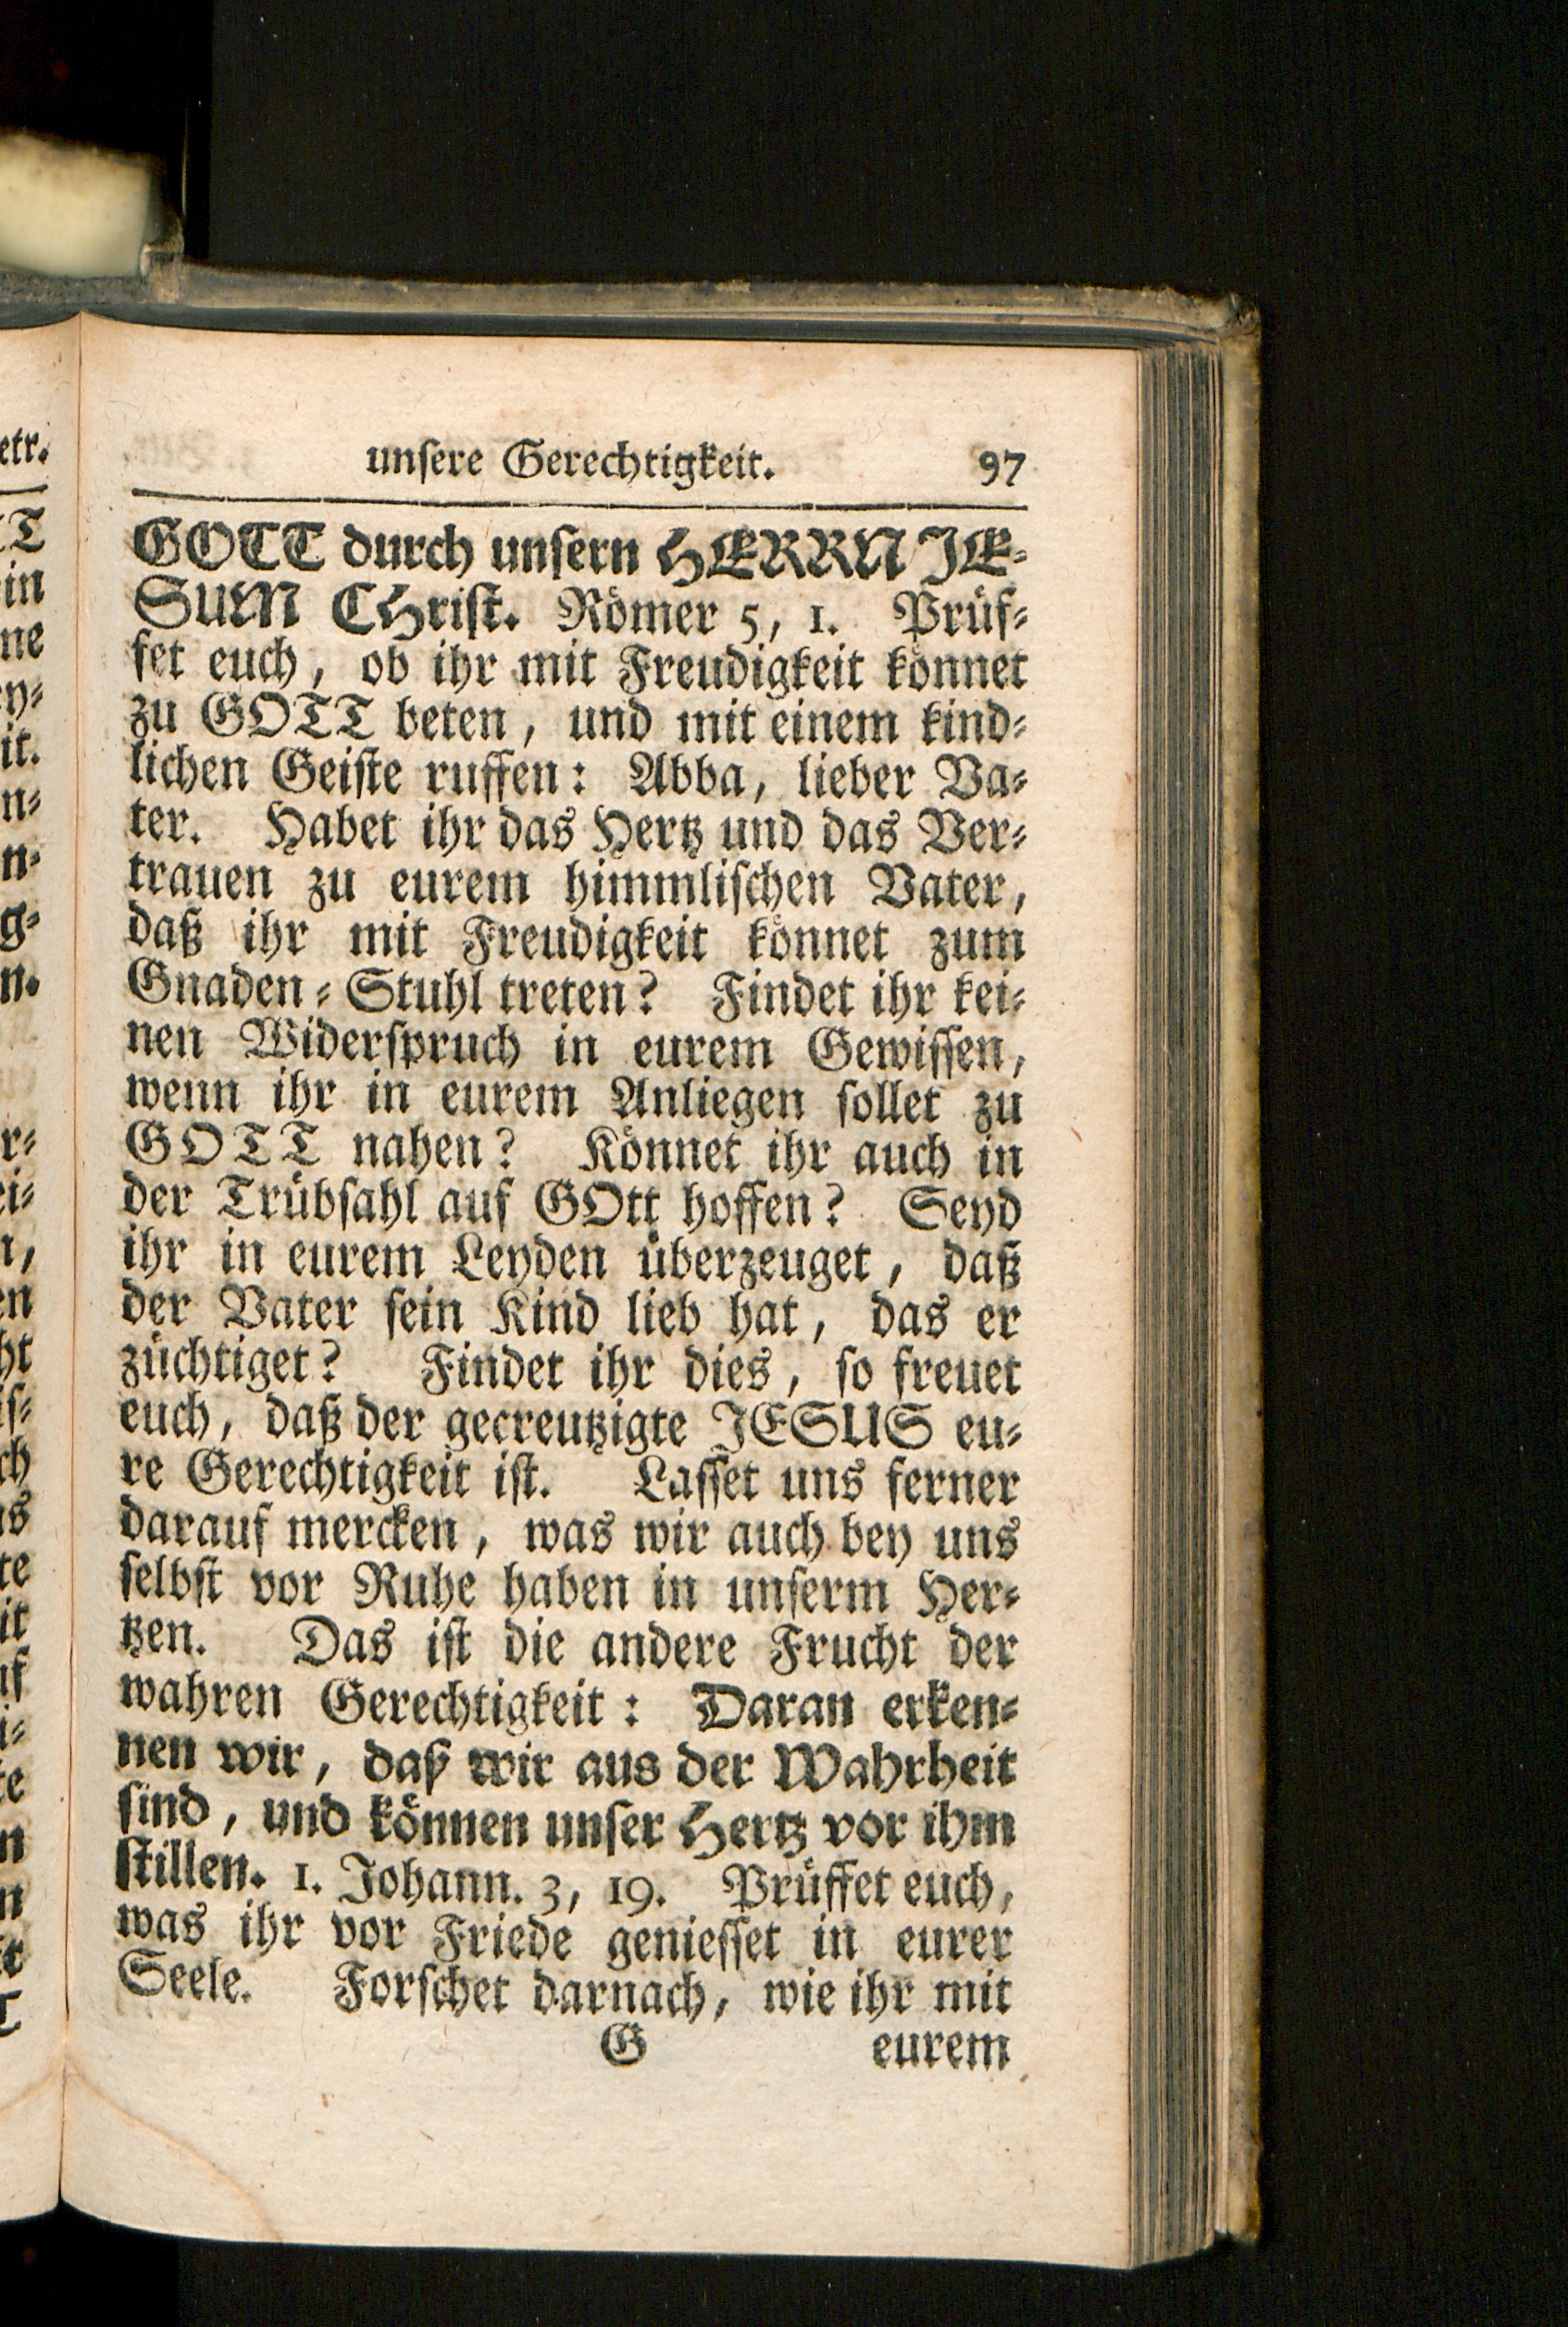 unſere Gerechtigkeit. 97
GOTT durch unſern HERRN JE-
SUM CHriſt. Römer 5, 1. Prüf-
fet euch, ob ihr mit Freudigkeit könnet
zu GOTT beten, und mit einem kind-
lichen Geiſte ruffen: Abba, lieber Va-
ter. Habet ihr das Hertz und das Ver-
trauen zu eurem himmliſchen Vater,
daß ihr mit Freudigkeit könnet zum
Gnaden-Stuhl treten? Findet ihr kei-
nen Widerſpruch in eurem Gewiſſen,
wenn ihr in eurem Anliegen ſollet zu
GOTT nahen? Könnet ihr auch in
der Trübſahl auf GOtt hoffen? Seyd
ihr in eurem Leyden überzeuget, daß
der Vater ſein Kind lieb hat, das er
züchtiget? Findet ihr dies, ſo freuet
euch, daß der gecreutzigte JESUS eu-
re Gerechtigkeit iſt. Laſſet uns ferner
darauf mercken, was wir auch bey uns
ſelbſt vor Ruhe haben in unſerm Her-
tzen. Das iſt die andere Frucht der
wahren Gerechtigkeit: Daran erken-
nen wir, daß wir aus der Wahrheit
ſind, und können unſer Hertz vor ihm
ſtillen. 1. Johann. 3, 19. Prüffet euch,
was ihr vor Friede genieſſet in eurer
Seele. Forſchet darnach, wie ihr mit
G eurem